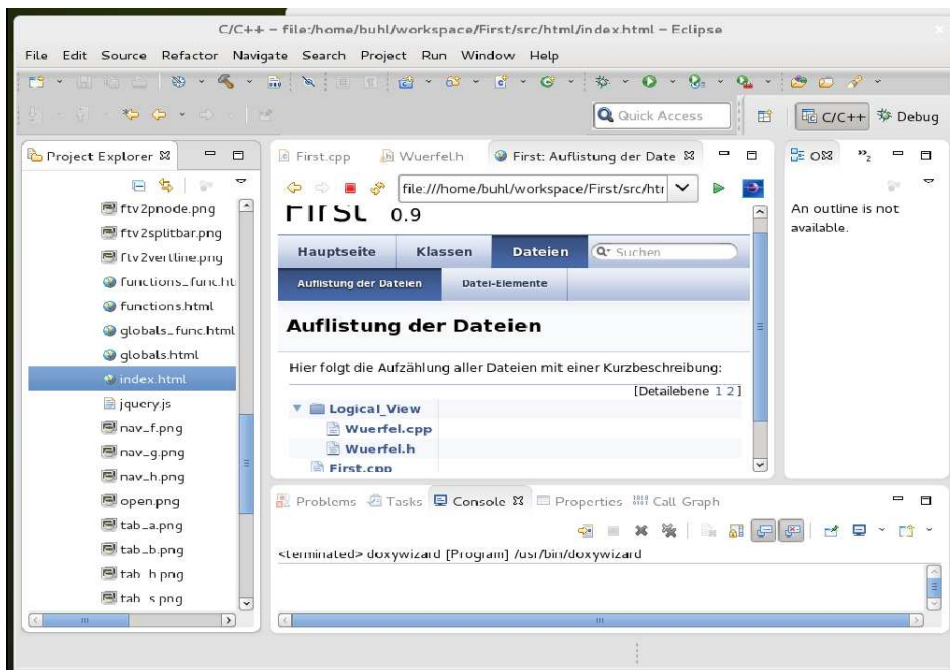 C/C++ – file:/home/buhl/workspace/First/src/html/index.html – Eclipse
File Edit Source Refactor Navigate Search Project Run Window Help
Quick Access
C/C++ Debug
Project Explorer
ftv2pnode.png
ftv2splitbar.png
ftv2vertline.png
functions_func.ht
functions.html
globals_func.html
globals.html
index.html
jquery.js
nav_f.png
nav_g.png
nav_h.png
open.png
tab_a.png
tab_b.png
tab_h.png
tab_s.png
First.cpp Wuerfel.h First: Auflistung der Date
file:///home/buhl/workspace/First/src/htr
First 0.9
Hauptseite Klassen Dateien Suchen
Auflistung der Dateien Datei-Elemente
Auflistung der Dateien
Hier folgt die Aufzählung aller Dateien mit einer Kurzbeschreibung:
[Detailebene 1 2]
Logical_View
Wuerfel.cpp
Wuerfel.h
First.cpp
O
2
An outline is not
available.
Problems Tasks Console Properties Call Graph
<terminated> doxywizard [Program] /usr/bin/doxywizard